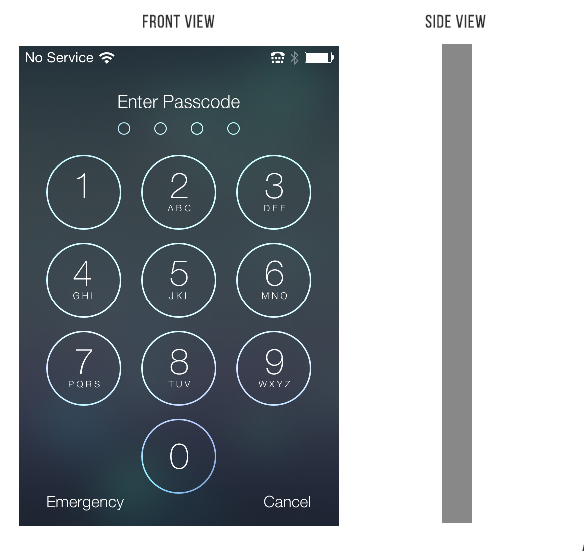 FRONT VIEW
SIDE VIEW
No Service
Enter Passcode
1 2 3
ABC DEF
4 5 6
GHI JKL MNO
7 8 9
PQRS TUV WXYZ
0
Emergency Cancel